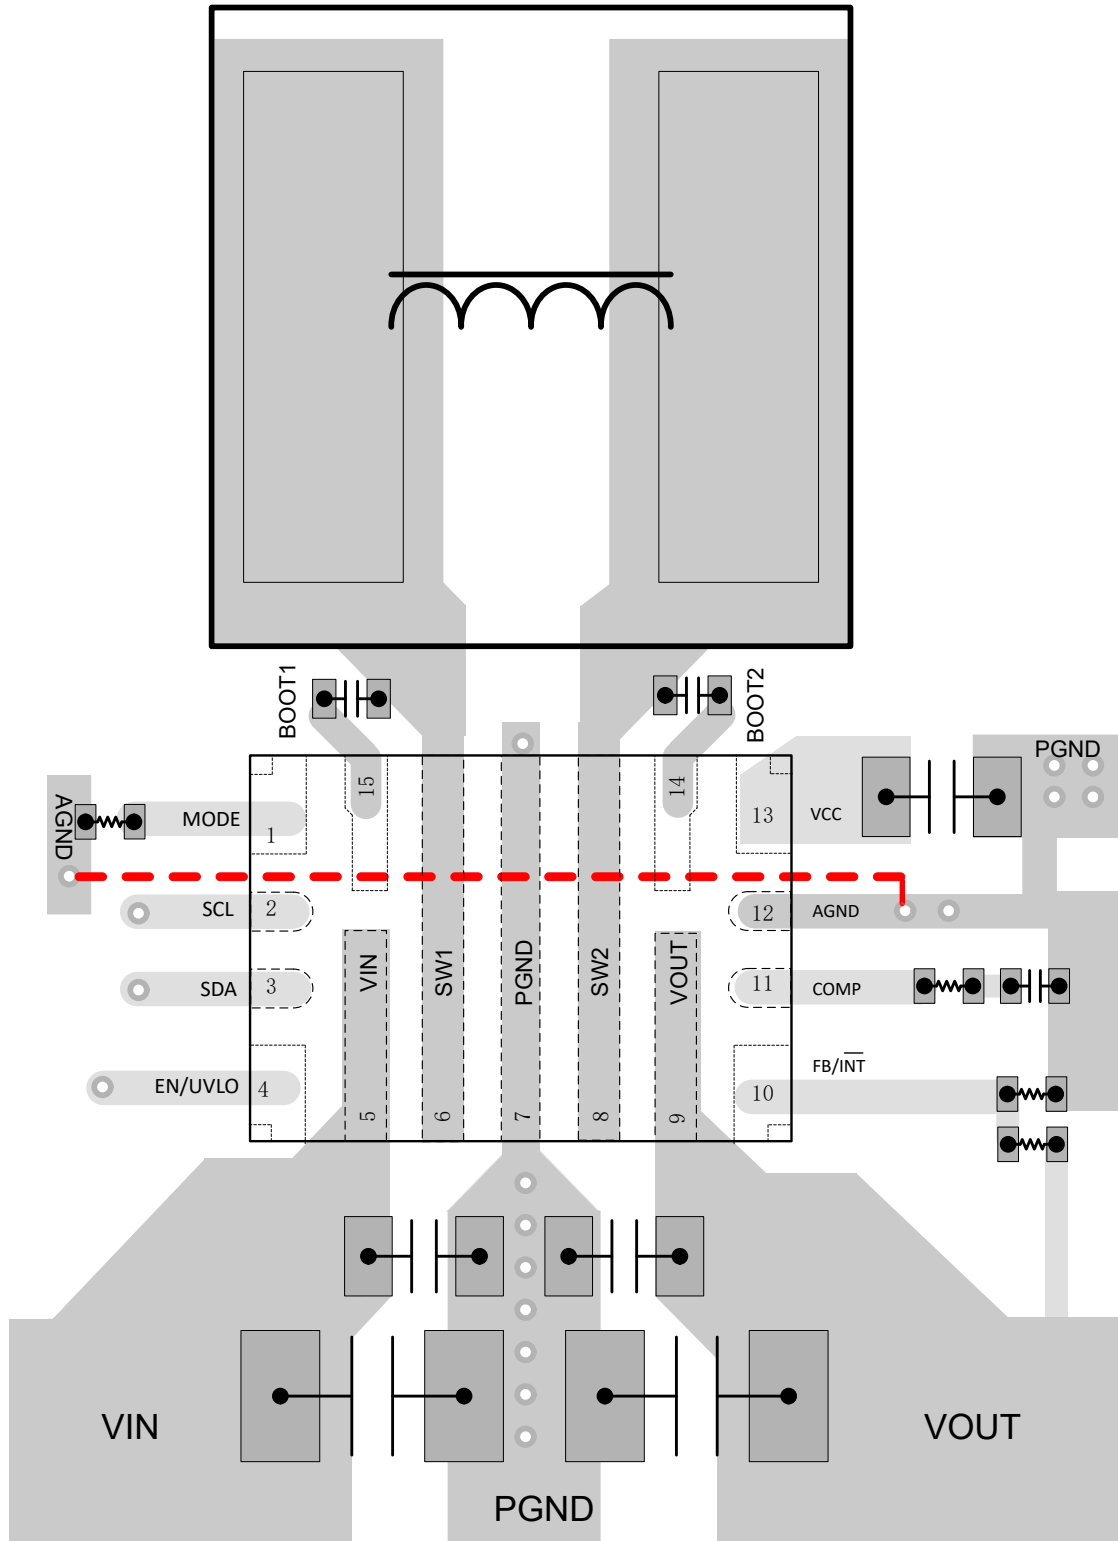 BOOT1
BOOT2
PGND
15
14
13
VCC
AGND
MODE
1
SCL
2
12
AGND
SDA
3
VIN
SW1
PGND
SW2
VOUT
11
COMP
FB/INT
EN/UVLO
4
10
5
6
7
8
9
VIN
VOUT
PGND